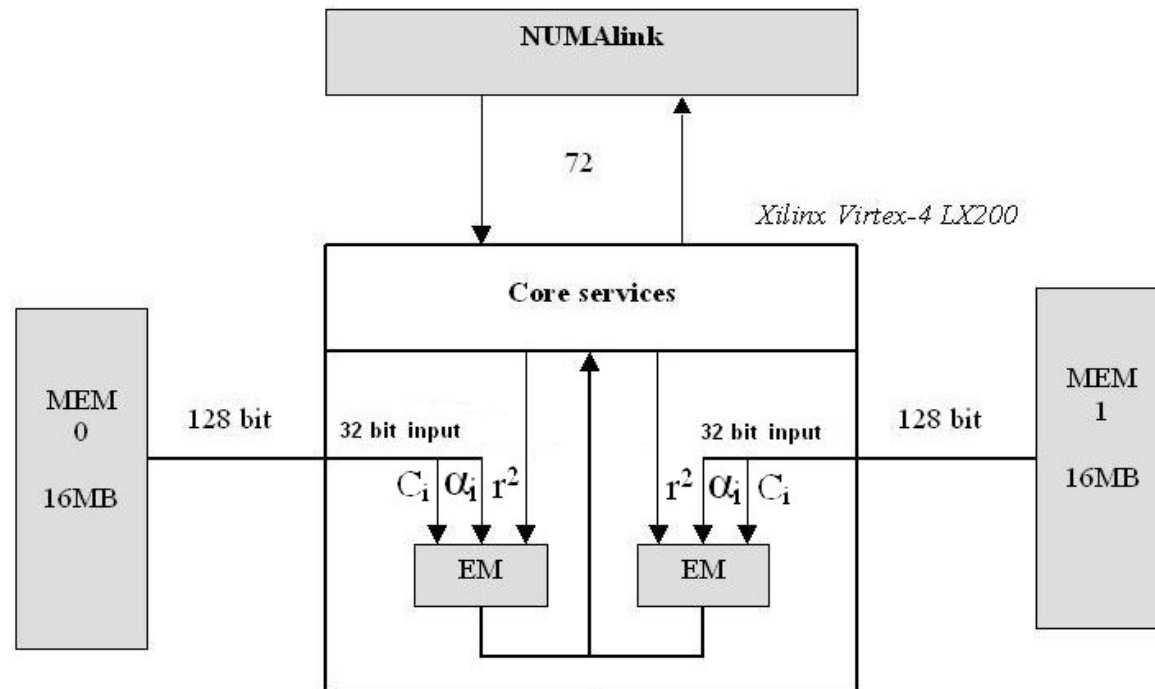 NUMAlink
72
Xilinx Virtex-4 LX200
Core services
MEM
0
16MB
128 bit
32 bit input
32 bit input
128 bit
MEM
1
16MB
Cᵢ αᵢ r²
r² αᵢ Cᵢ
EM
EM